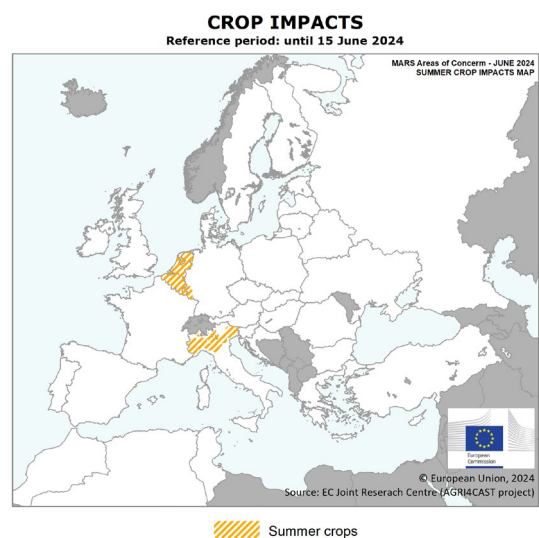 CROP IMPACTS
Reference period: until 15 June 2024
MARS Areas of Concerm - JUNE 2024
SUMMER CROP IMPACTS MAP
European
Commission
© European Union, 2024
Source: EC Joint Reserach Centre (AGRI4CAST project)
Summer crops